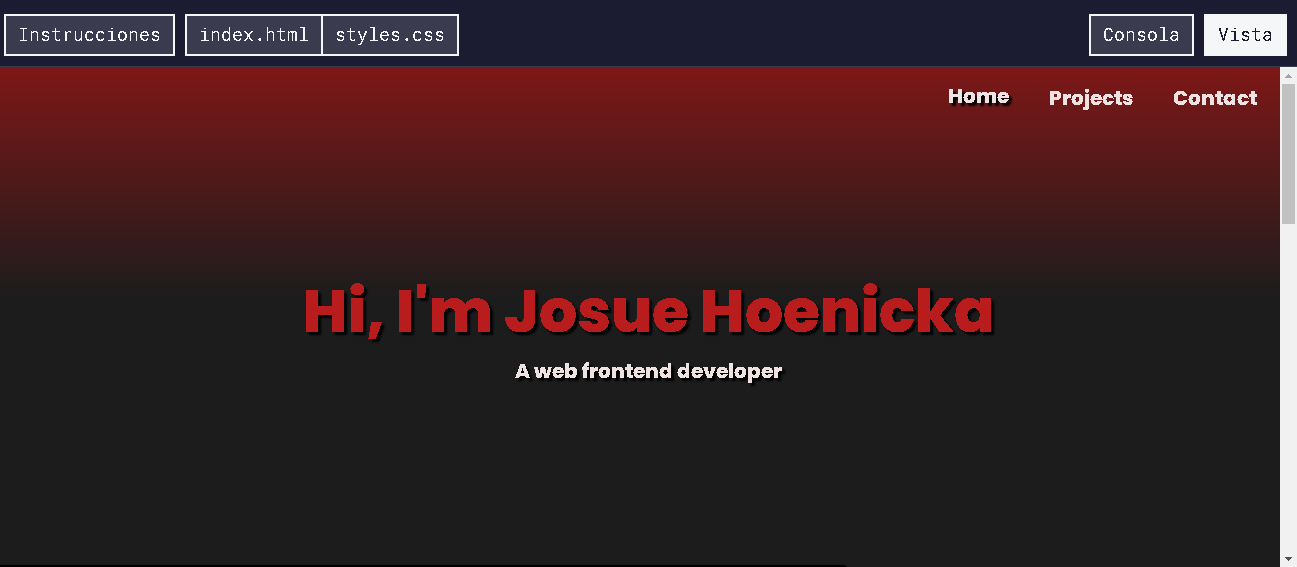 Instrucciones index.html styles.css Consola Vista
Home Projects Contact
Hi, I'm Josue Hoenicka
A web frontend developer